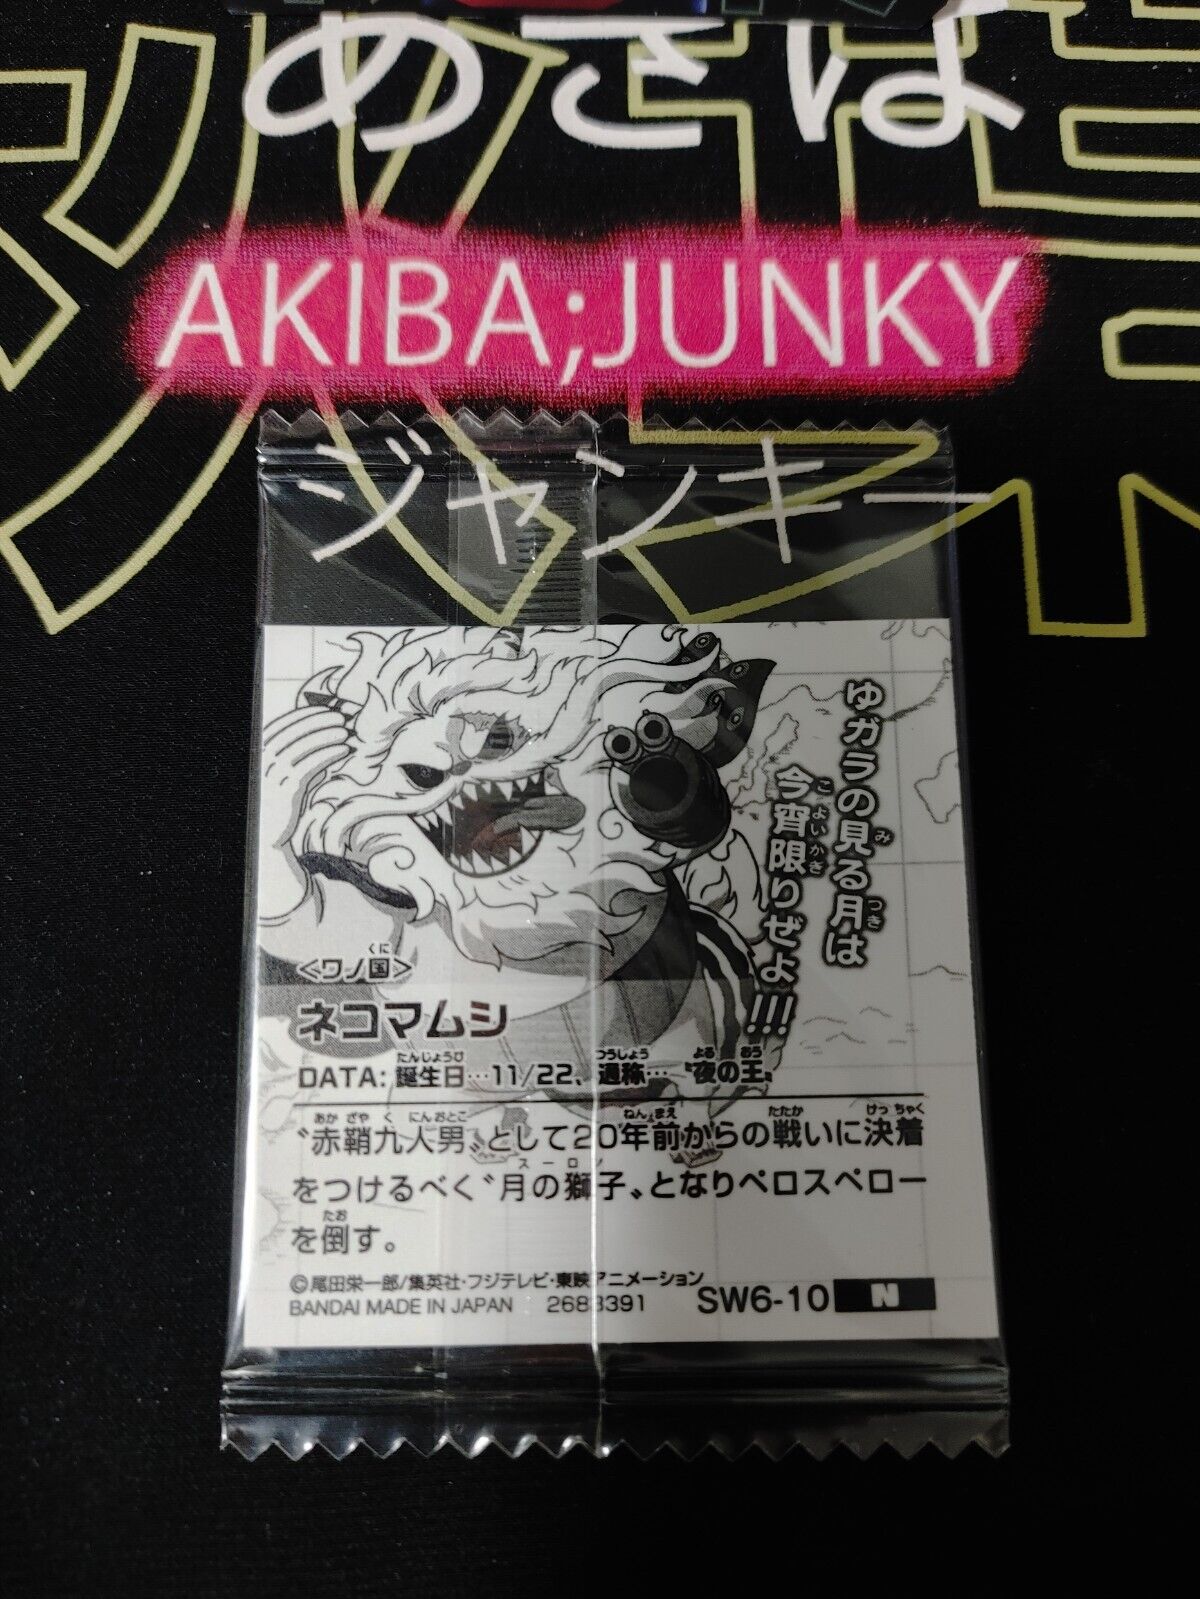 あきば
AKIBA;JUNKY
ジャンキー
ゆガラの見る月は
今宵限りぜよ!!!
<ワノ国>
ネコマムシ
DATA: 誕生日…11/22、通称…〝夜の王〟
〝赤鞘九人男〟として20年前からの戦いに決着
をつけるべく〝月の獅子〟となりペロスペロー
を倒す。
©尾田栄一郎/集英社・フジテレビ・東映アニメーション
BANDAI MADE IN JAPAN 2683391 SW6-10 N